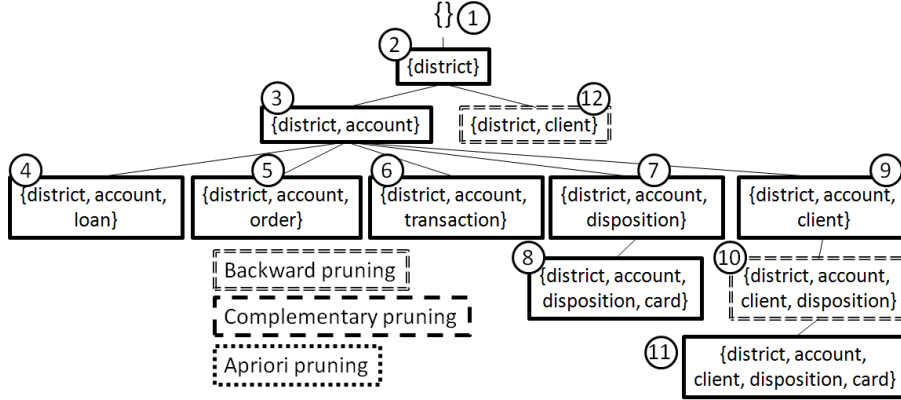 {} 1
2
{district}
3
12
{district, account}
{district, client}
4
5
6
7
9
{district, account,
loan}
{district, account,
order}
{district, account,
transaction}
{district, account,
disposition}
{district, account,
client}
8
10
{district, account,
disposition, card}
{district, account,
client, disposition}
11
{district, account,
client, disposition, card}
Backward pruning
Complementary pruning
Apriori pruning